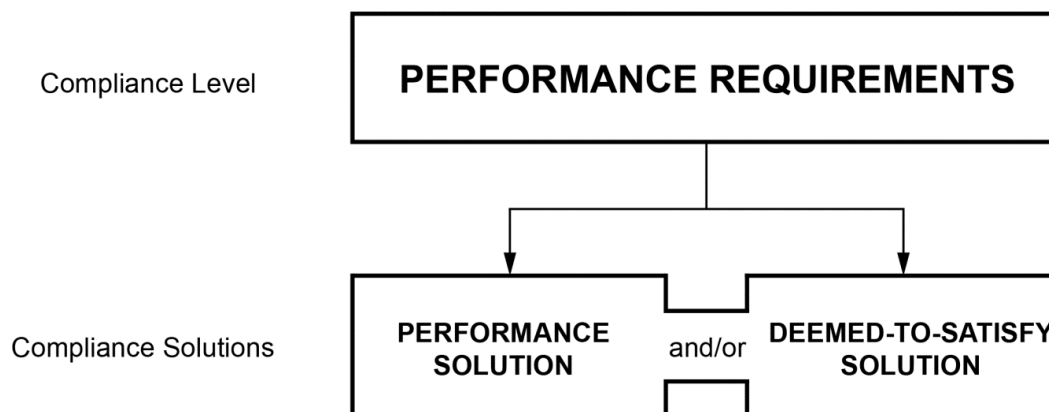 Compliance Level
PERFORMANCE REQUIREMENTS
Compliance Solutions
PERFORMANCE
SOLUTION
and/or
DEEMED-TO-SATISFY
SOLUTION